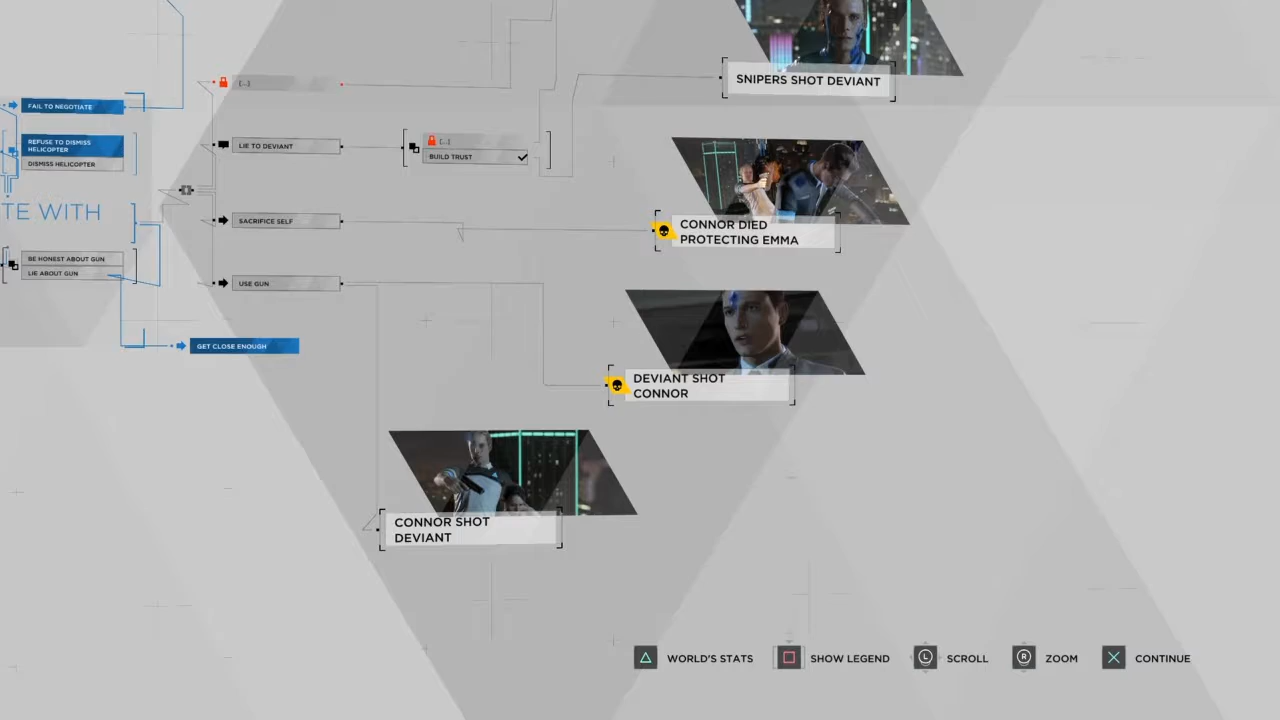 SNIPERS SHOT DEVIANT
[...]
FAIL TO NEGOTIATE
REFUSE TO DISMISS
HELICOPTER
DISMISS HELICOPTER
LIE TO DEVIANT
[...]
BUILD TRUST
TE WITH
SACRIFICE SELF
CONNOR DIED
PROTECTING EMMA
BE HONEST ABOUT GUN
LIE ABOUT GUN
USE GUN
GET CLOSE ENOUGH
DEVIANT SHOT
CONNOR
CONNOR SHOT
DEVIANT
WORLD'S STATS
SHOW LEGEND
L
SCROLL
R
ZOOM
CONTINUE